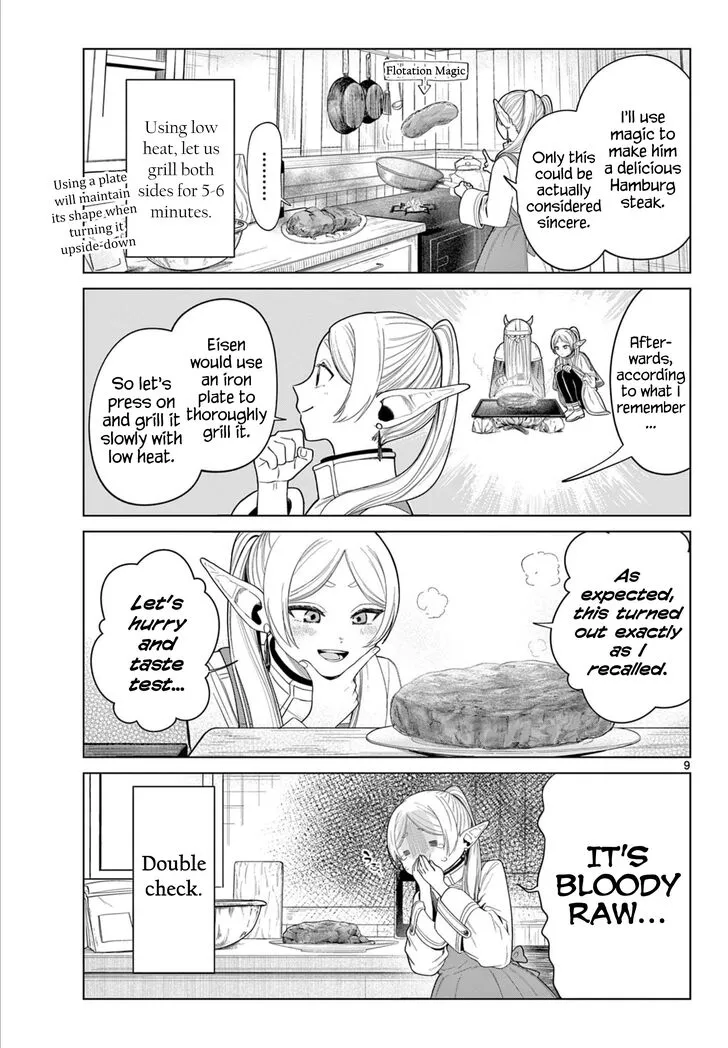 I'll use
magic to
make him
a delicious
Hamburg
steak.
Only this
could be
actually
considered
sincere.
Flotation Magic
Using low
heat, let us
grill both
sides for 5-6
minutes.
Using a plate
will maintain
its shape when
turning it
upside-down
After-
wards,
according
to what I
remember
...
Eisen
would use
an iron
plate to
thoroughly
grill it.
So let's
press on
and grill it
slowly with
low heat.
As
expected,
this turned
out exactly
as I
recalled.
Let's
hurry
and
taste
test...
9
IT'S
BLOODY
RAW...
Double
check.